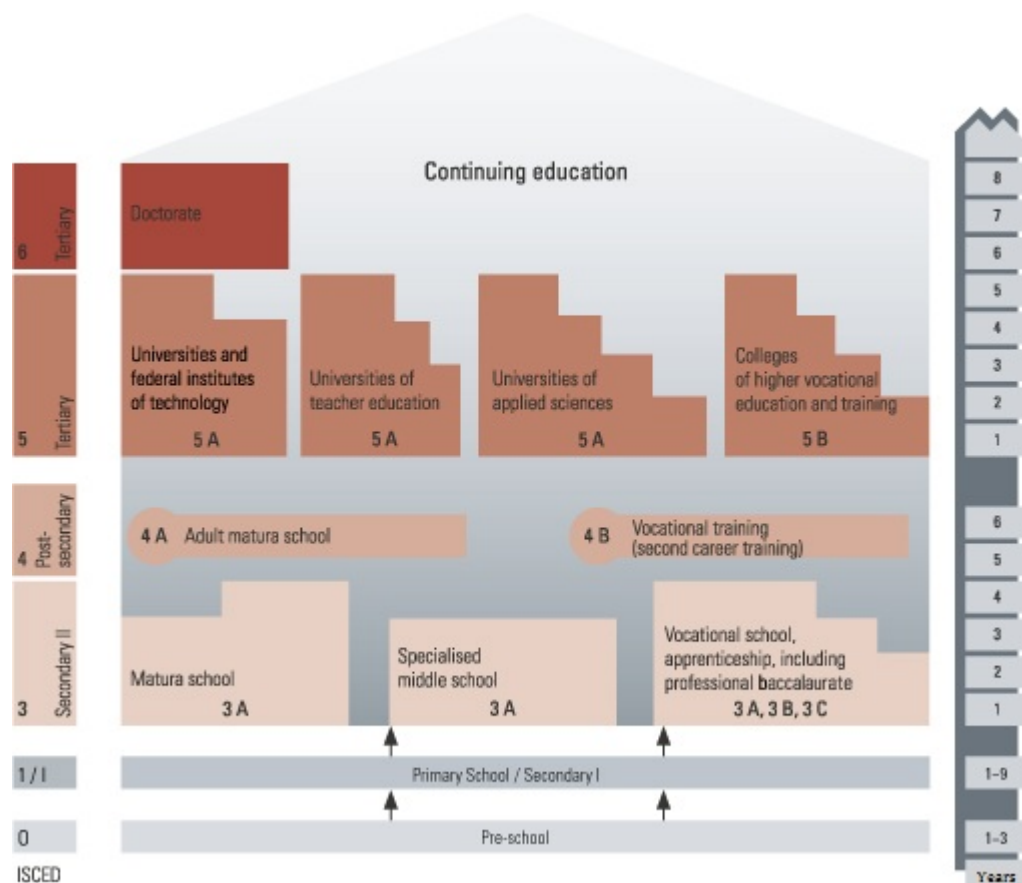 Continuing education
8
7
6
5
4
3
2
1
6
5
4
3
2
1
1–9
1–3
Years
6 Tertiary
Doctorate
5 Tertiary
Universities and
federal institutes
of technology
5 A
Universities of
teacher education
5 A
Universities of
applied sciences
5 A
Colleges
of higher vocational
education and training
5 B
4 Post-
secondary
4 A Adult matura school
4 B Vocational training
(second career training)
3 Secondary II
Matura school
3 A
Specialised
middle school
3 A
Vocational school,
apprenticeship, including
professional baccalaurate
3 A, 3 B, 3 C
1 / I
Primary School / Secondary I
0
Pre-school
ISCED